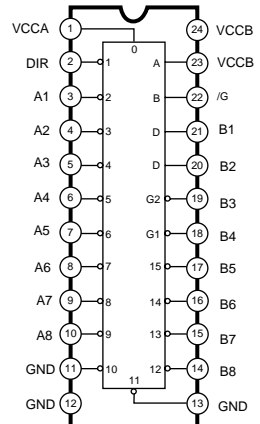 VCCA 1 0 24 VCCB
DIR 2 1 A 23 VCCB
A1 3 2 B 22 /G
A2 4 3 D 21 B1
A3 5 4 D 20 B2
A4 6 5 G2 19 B3
A5 7 6 G1 18 B4
A6 8 7 15 17 B5
A7 9 8 14 16 B6
A8 10 9 13 15 B7
GND 11 10 12 14 B8
GND 12 11 13 GND